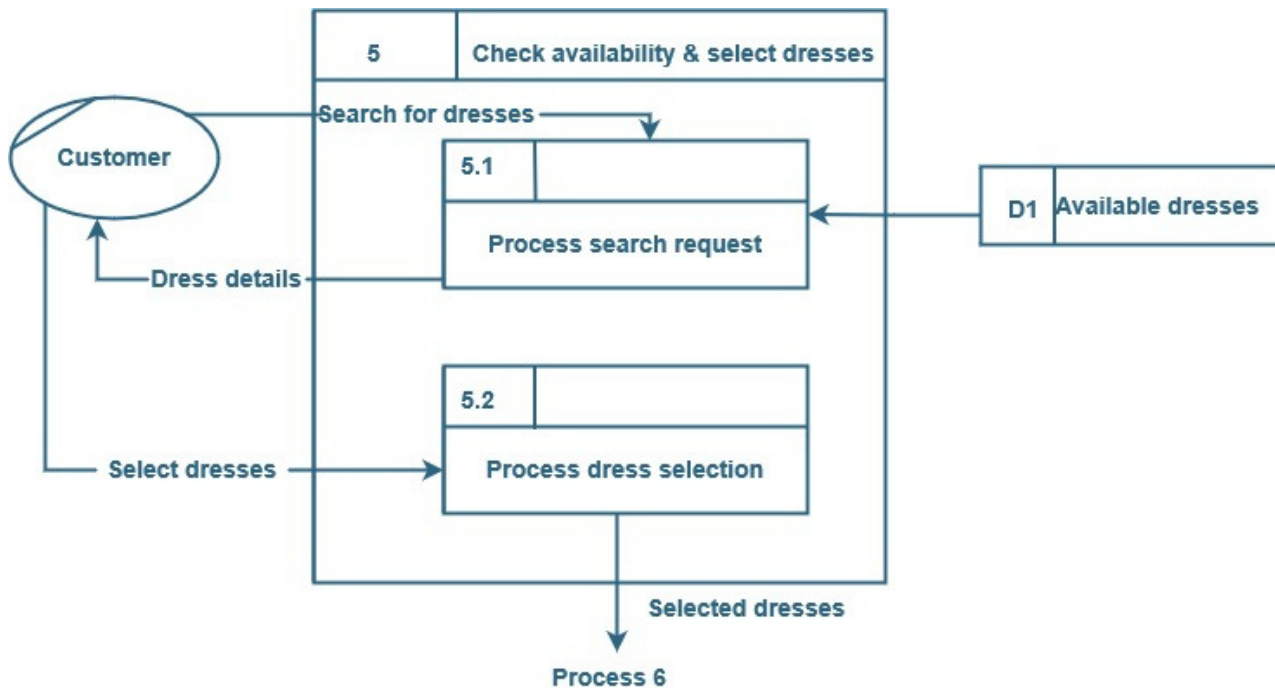 5
Check availability & select dresses
Search for dresses
Customer
5.1
Process search request
D1
Available dresses
Dress details
5.2
Process dress selection
Select dresses
Selected dresses
Process 6